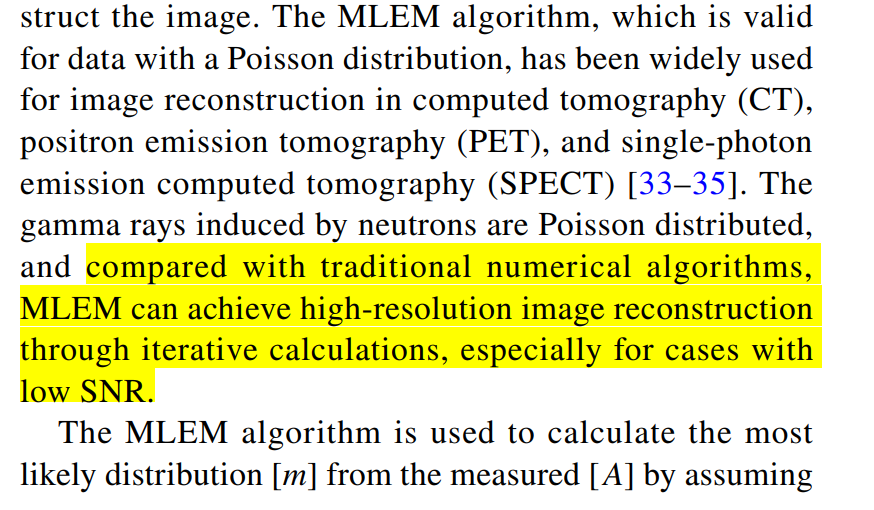 struct the image. The MLEM algorithm, which is valid
for data with a Poisson distribution, has been widely used
for image reconstruction in computed tomography (CT),
positron emission tomography (PET), and single-photon
emission computed tomography (SPECT) [33–35]. The
gamma rays induced by neutrons are Poisson distributed,
and compared with traditional numerical algorithms,
MLEM can achieve high-resolution image reconstruction
through iterative calculations, especially for cases with
low SNR.
The MLEM algorithm is used to calculate the most
likely distribution [m] from the measured [A] by assuming